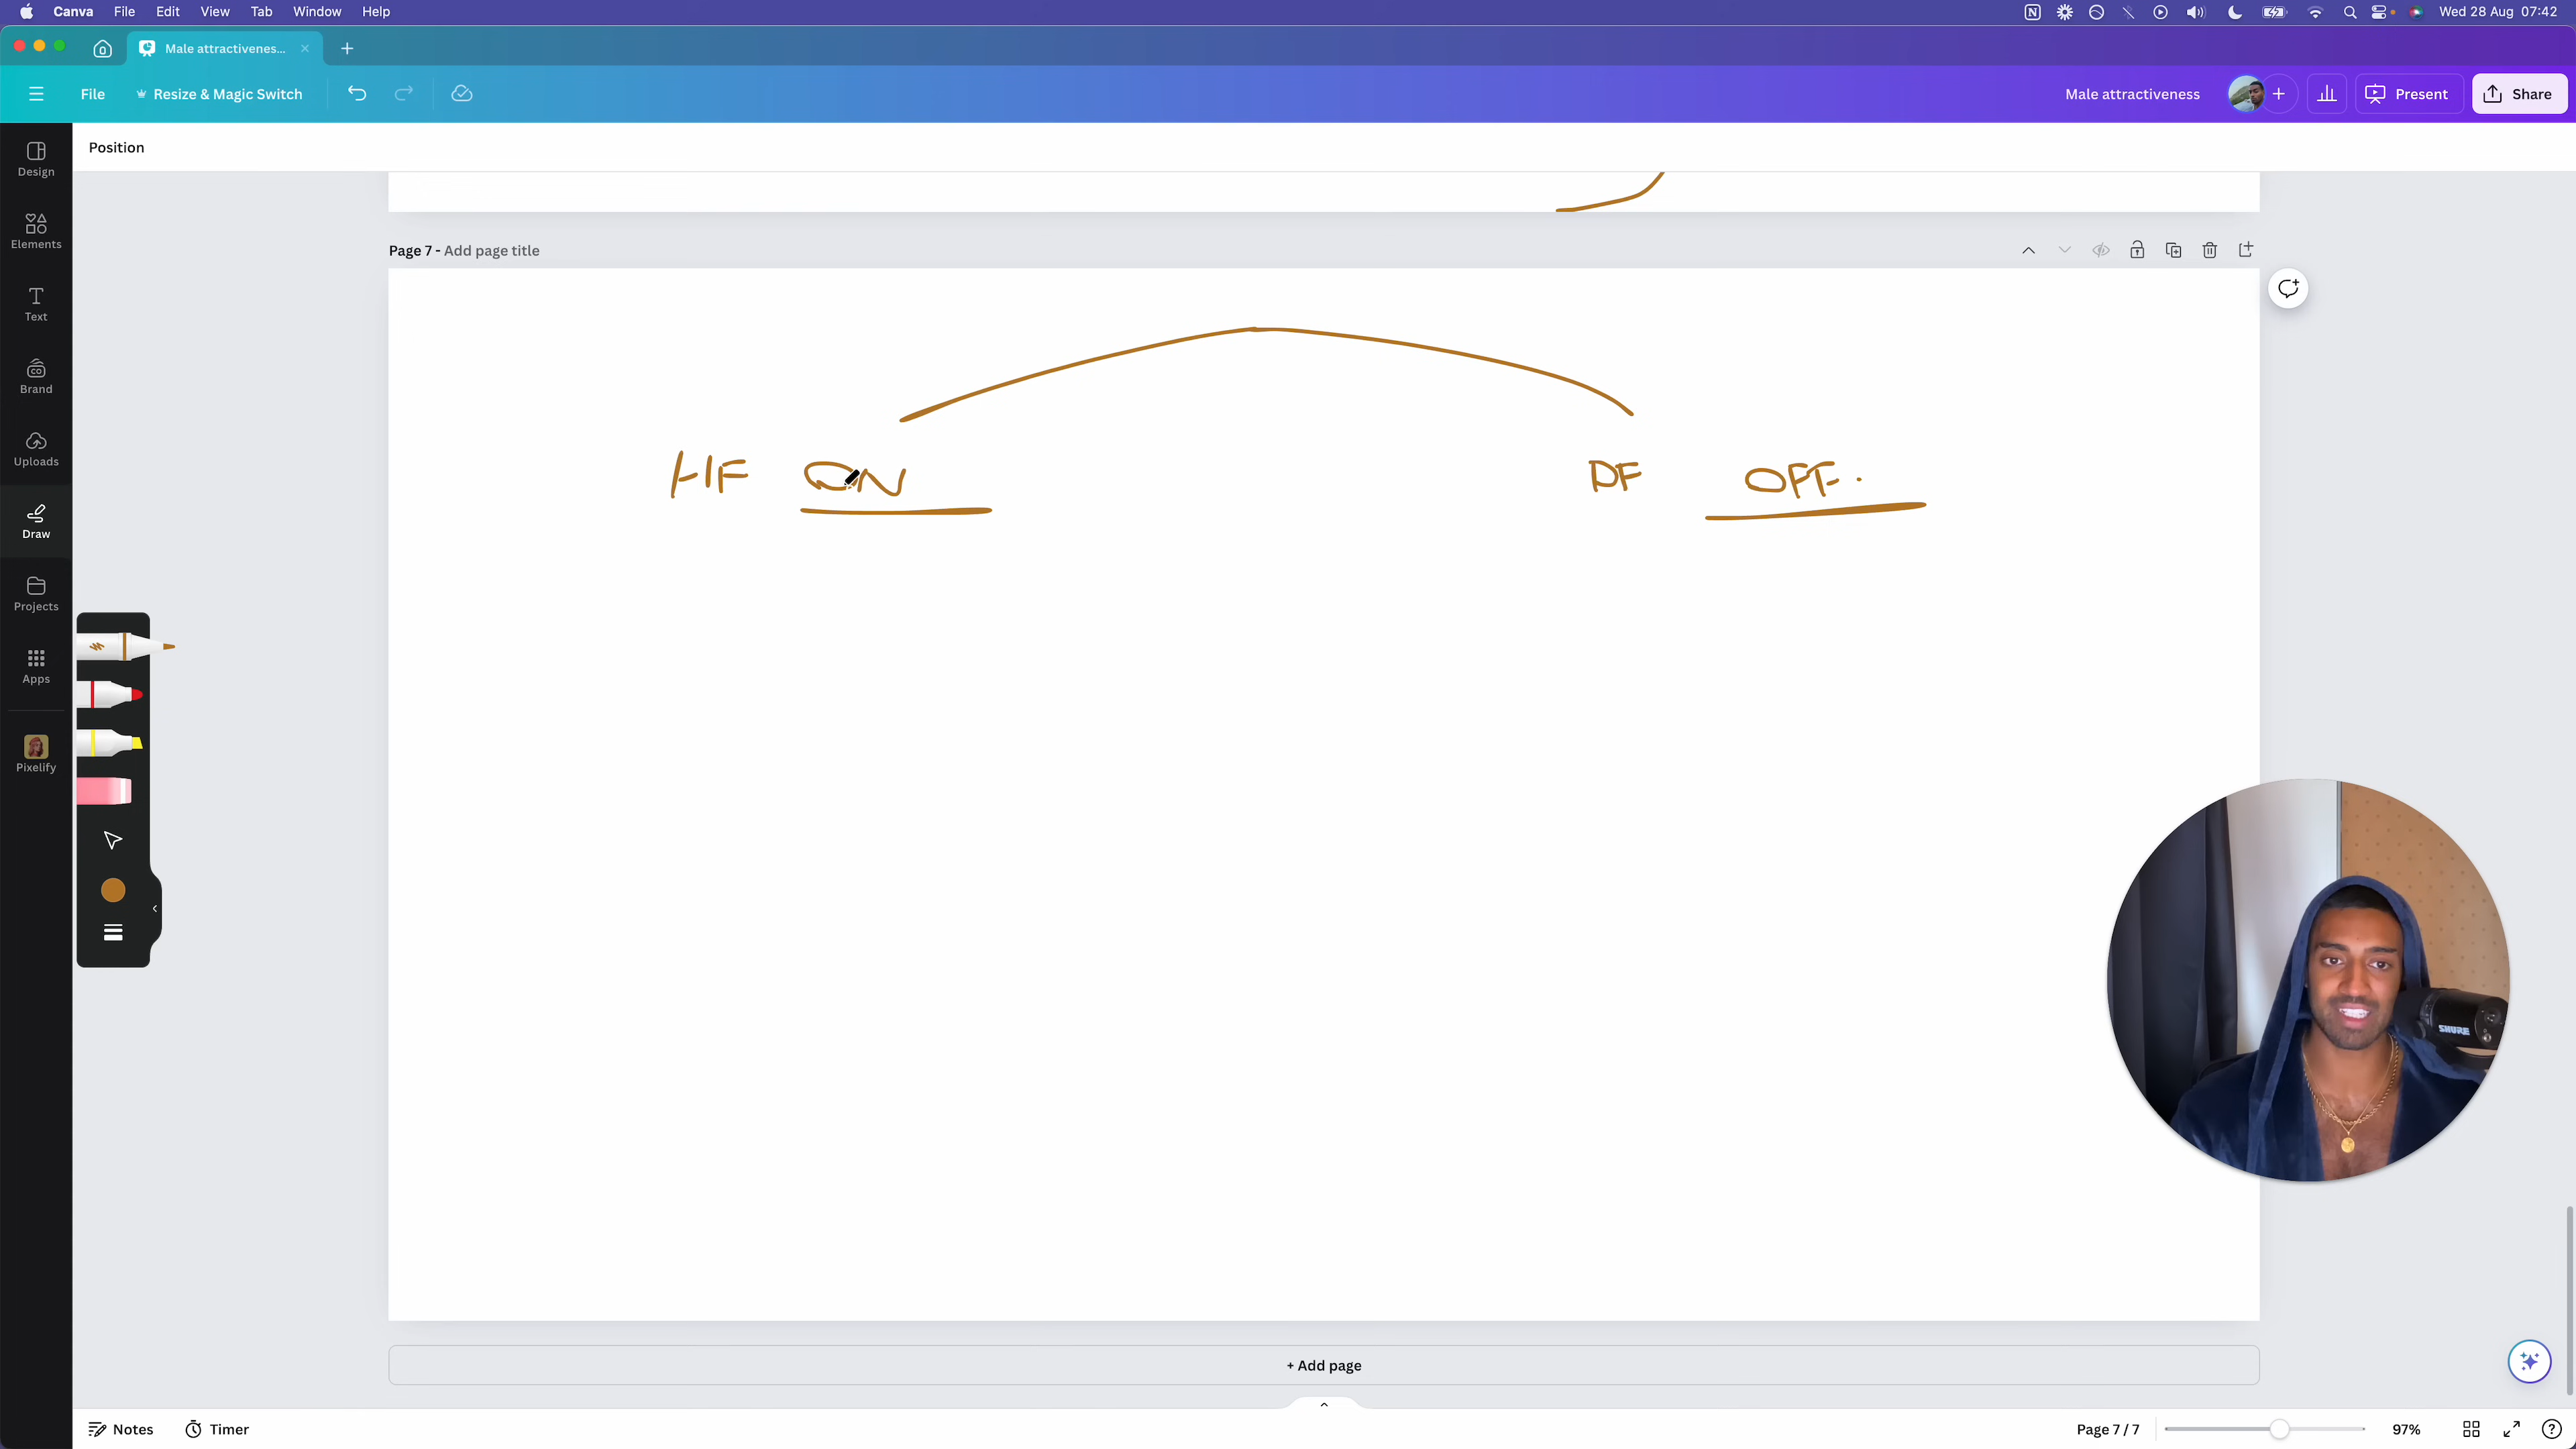 Canva File Edit View Tab Window Help Wed 28 Aug 07:42
Male attractivenes...
File Resize & Magic Switch Male attractiveness Present Share
Position
Design
Elements
Text
Brand
Uploads
Draw
Projects
Apps
Pixelify
Page 7 - Add page title
HF ON DF OFF.
SHURE
+ Add page
Notes Timer Page 7 / 7 97%